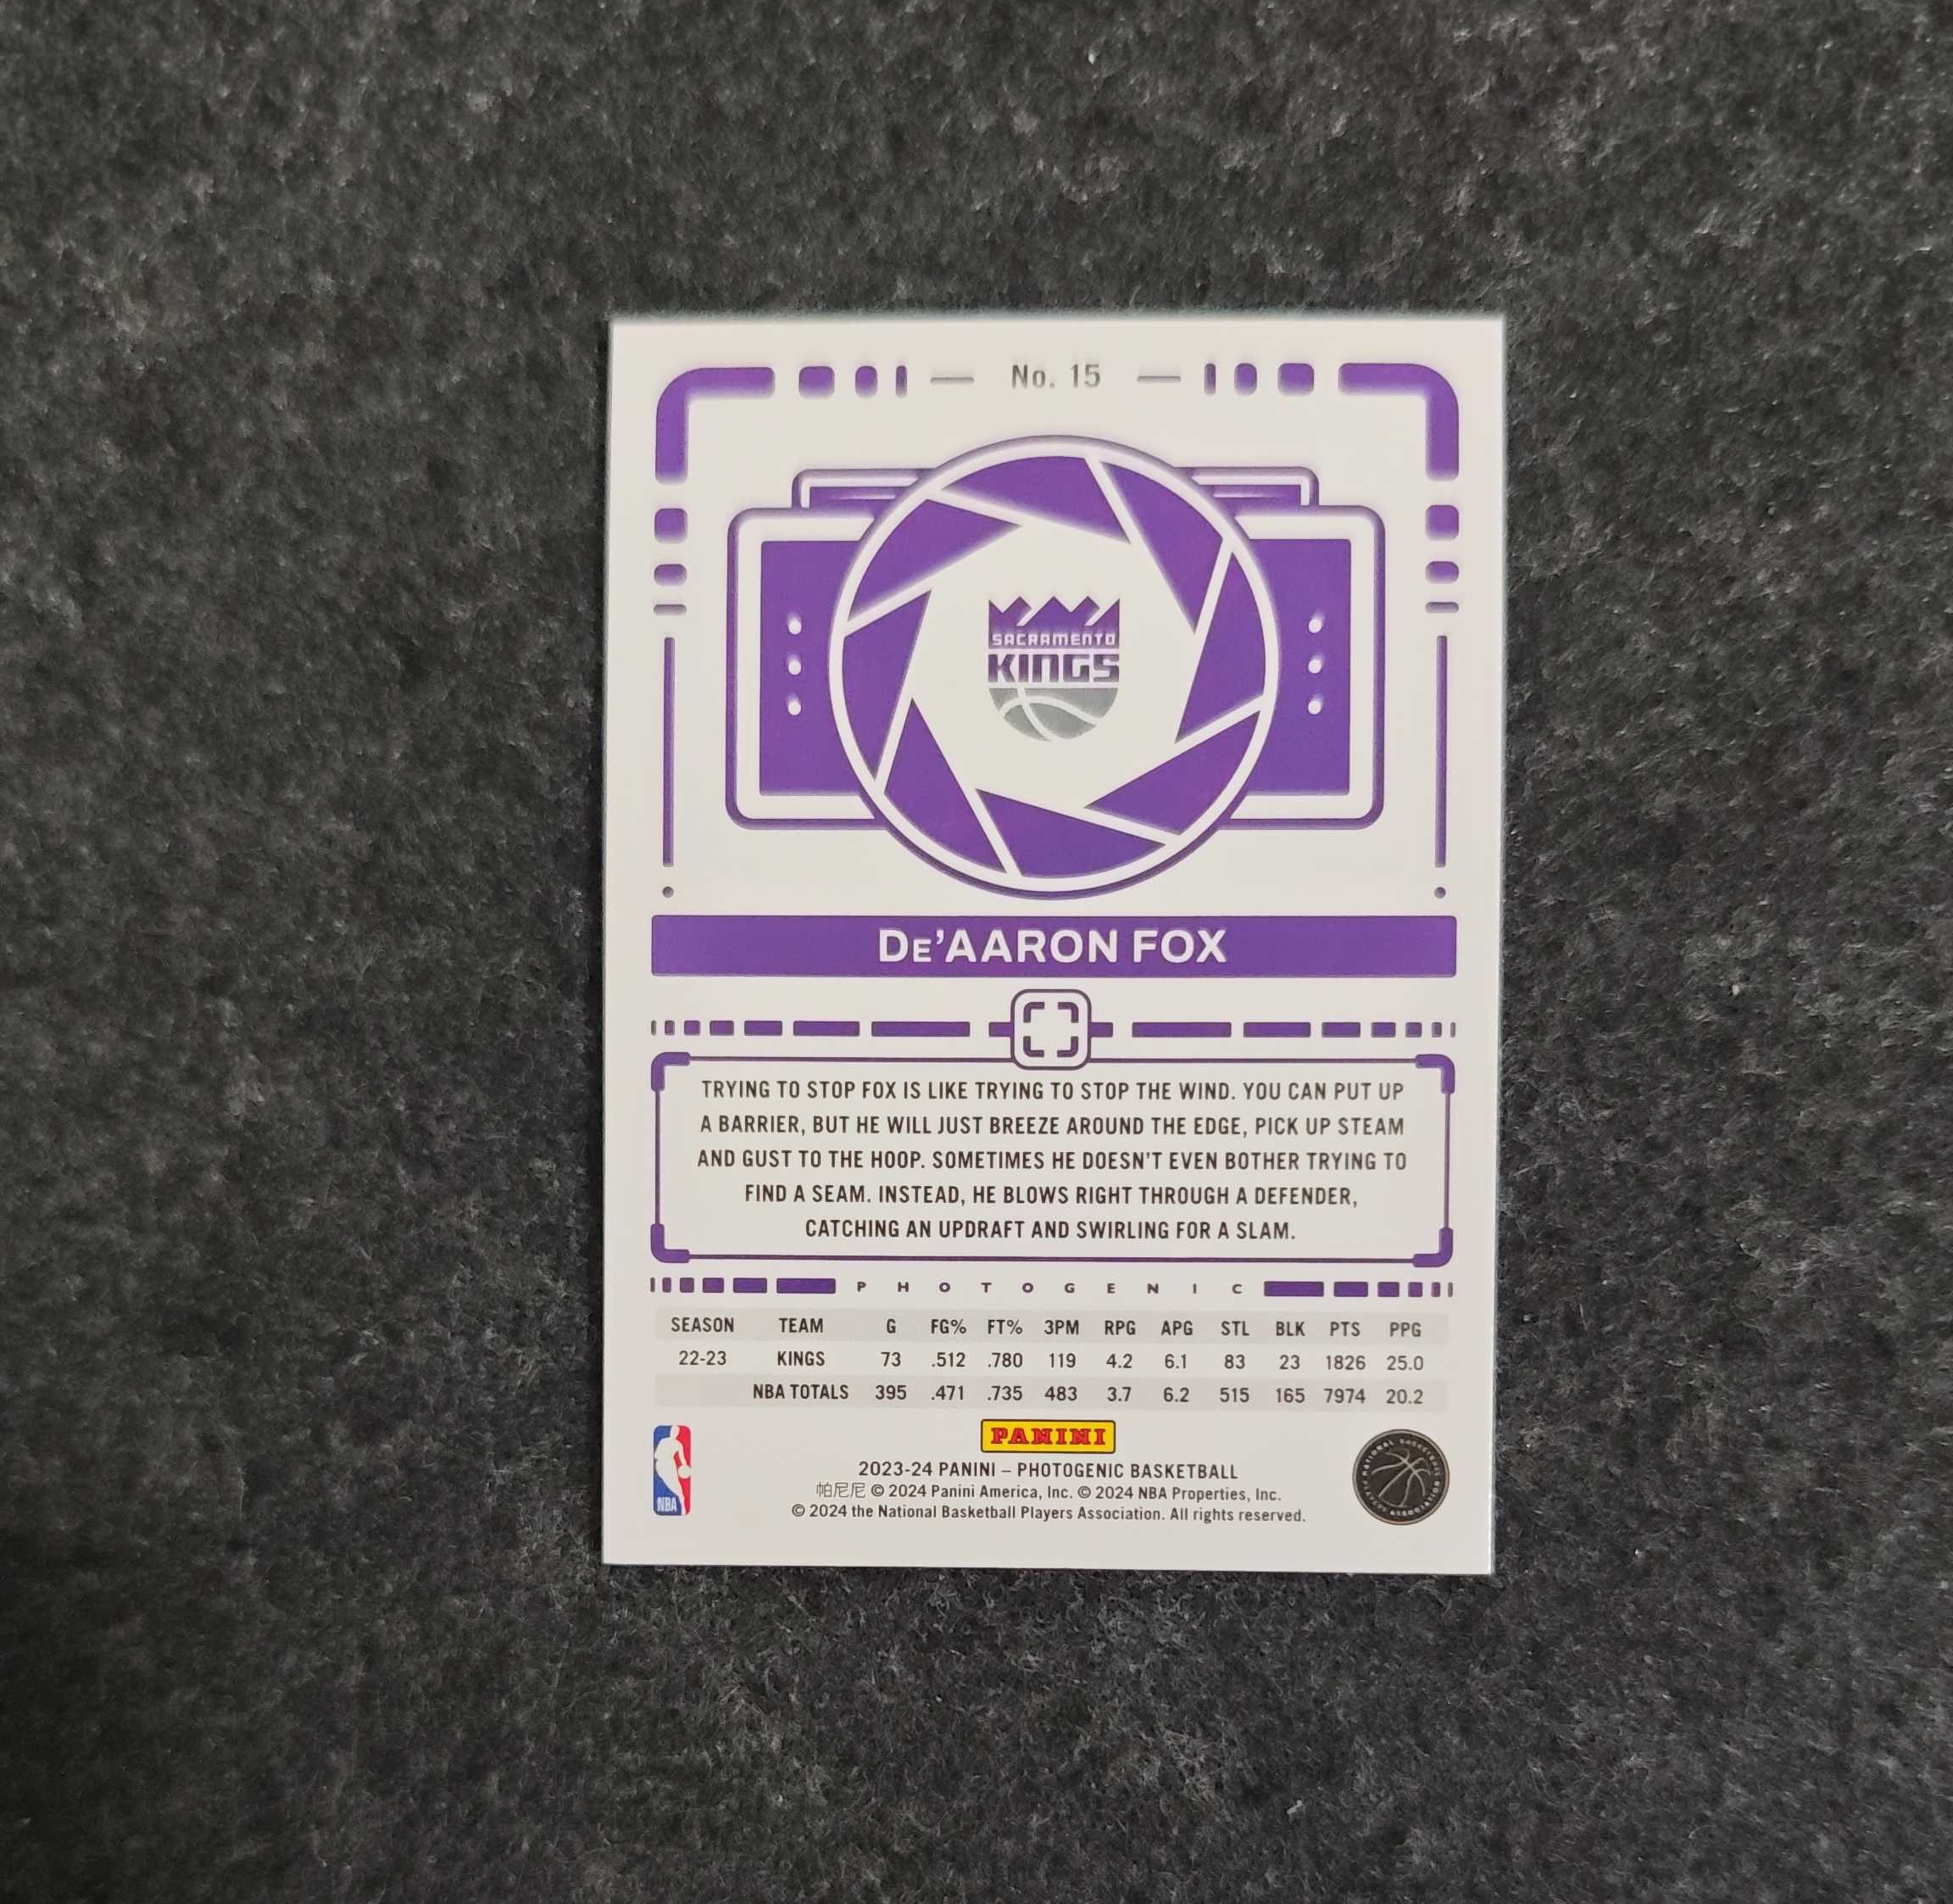 No. 15
SACRAMENTO
KINGS
DE'AARON FOX
TRYING TO STOP FOX IS LIKE TRYING TO STOP THE WIND. YOU CAN PUT UP
A BARRIER, BUT HE WILL JUST BREEZE AROUND THE EDGE, PICK UP STEAM
AND GUST TO THE HOOP. SOMETIMES HE DOESN'T EVEN BOTHER TRYING TO
FIND A SEAM. INSTEAD, HE BLOWS RIGHT THROUGH A DEFENDER,
CATCHING AN UPDRAFT AND SWIRLING FOR A SLAM.
PHOTOGENIC
SEASON TEAM G FG% FT% 3PM RPG APG STL BLK PTS PPG
22-23 KINGS 73 .512 .780 119 4.2 6.1 83 23 1826 25.0
NBA TOTALS 395 .471 .735 483 3.7 6.2 515 165 7974 20.2
PANINI
2023-24 PANINI – PHOTOGENIC BASKETBALL
帕尼尼 © 2024 Panini America, Inc. © 2024 NBA Properties, Inc.
© 2024 the National Basketball Players Association. All rights reserved.
NBA
NATIONAL BASKETBALL PLAYERS ASSOCIATION